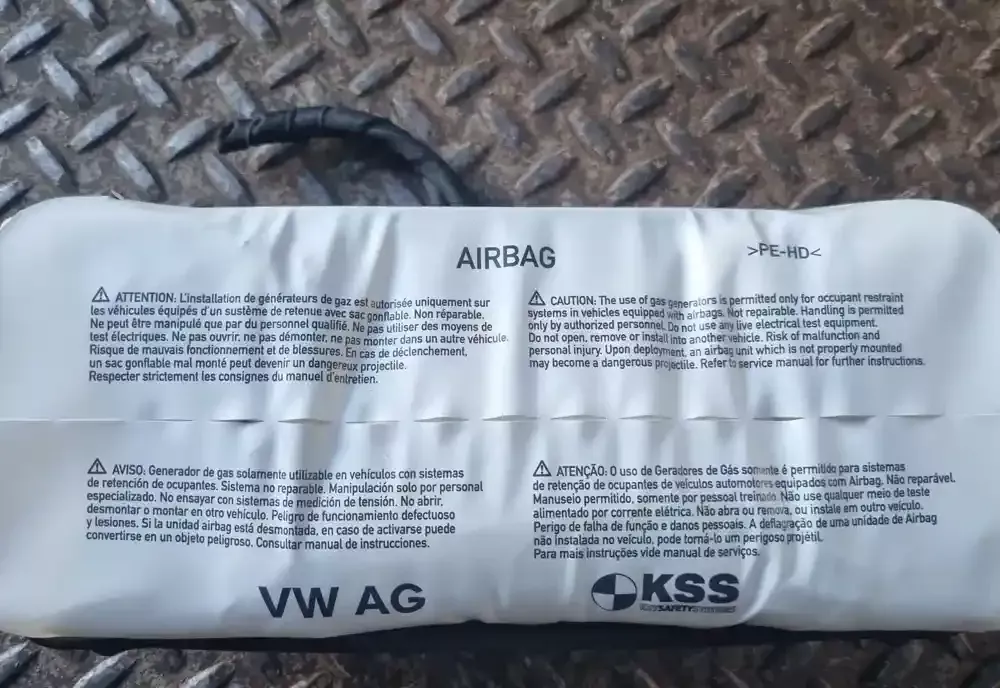 AIRBAG
>PE-HD<
⚠ ATTENTION: L'installation de générateurs de gaz est autorisée uniquement sur
les véhicules équipés d'un sustème de retenue avec sac gonflable. Non réparable.
Ne peut être manipulé que par du personnel qualifié. Ne pas utiliser des moyens de
test électriques. Ne pas ouvrir, ne pas démonter, ne pas monter dans un autre véhicule.
Risque de mauvais fonctionnement et de blessures. En cas de déclenchement,
un sac gonflable mal monté peut devenir un dangereux projectile.
Respecter strictement les consignes du manuel d'entretien.
⚠ CAUTION: The use of gas generators is permitted only for occupant restraint
systems in vehicles equipped with airbags. Not repairable. Handling is permitted
only by authorized personnel. Do not use any live electrical test equipment.
Do not open, remove or install into another vehicle. Risk of malfunction and
personal injury. Upon deployment, an airbag unit which is not properly mounted
may become a dangerous projectile. Refer to service manual for further instructions.
⚠ AVISO: Generador de gas solamente utilizable en vehículos con sistemas
de retención de ocupantes. Sistema no reparable. Manipulación solo por personal
especializado. No ensayar con sistemas de medición de tensión. No abrir,
desmontar o montar en otro vehículo. Peligro de funcionamiento defectuoso
y lesiones. Si la unidad airbag está desmontada, en caso de activarse puede
convertirse en un objeto peligroso. Consultar manual de instrucciones.
⚠ ATENÇÃO: O uso de Geradores de Gás somente é permitido para sistemas
de retenção de ocupantes de veículos automotores equipados com Airbag. Não reparável.
Manuseio permitido, somente por pessoal treinado. Não use qualquer meio de teste
alimentado por corrente elétrica. Não abra ou remova, ou instale em outro veículo.
Perigo de falha de função e danos pessoais. A deflagração de uma unidade de Airbag
não instalada no veículo, pode torná-lo um perigoso projétil.
Para mais instruções vide manual de serviços.
VW AG
KSS
KEYSAFETYSYSTEMS